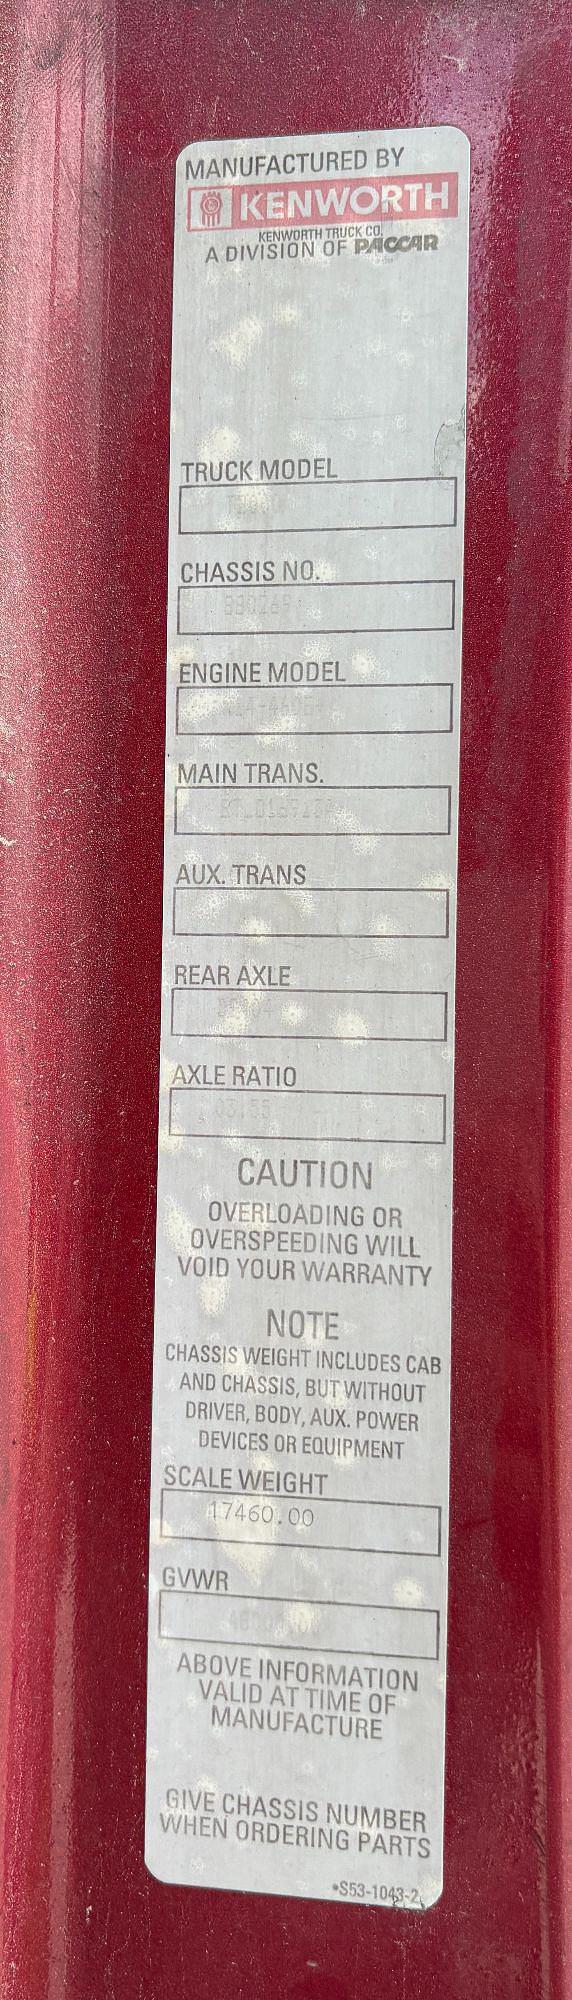 MANUFACTURED BY
KENWORTH
KENWORTH TRUCK CO.
A DIVISION OF PACCAR
TRUCK MODEL
CHASSIS NO.
ENGINE MODEL
MAIN TRANS.
AUX. TRANS
REAR AXLE
AXLE RATIO
CAUTION
OVERLOADING OR
OVERSPEEDING WILL
VOID YOUR WARRANTY
NOTE
CHASSIS WEIGHT INCLUDES CAB
AND CHASSIS, BUT WITHOUT
DRIVER, BODY, AUX. POWER
DEVICES OR EQUIPMENT
SCALE WEIGHT
17460.00
GVWR
ABOVE INFORMATION
VALID AT TIME OF
MANUFACTURE
GIVE CHASSIS NUMBER
WHEN ORDERING PARTS
•S53-1043-2